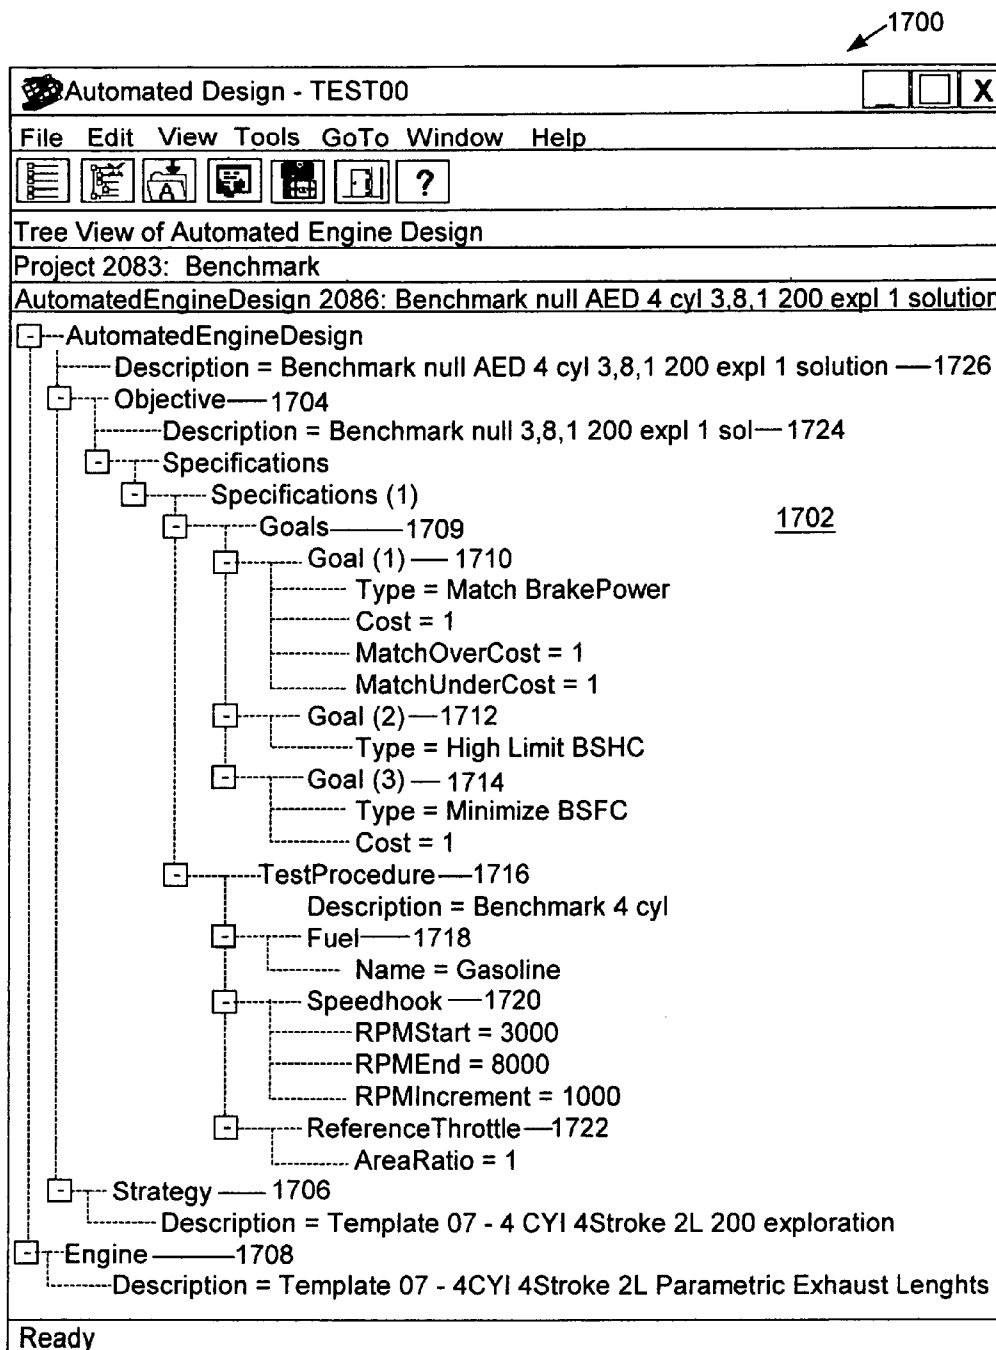 1700
Automated Design - TEST00
X
File Edit View Tools GoTo Window Help
A ?
Tree View of Automated Engine Design
Project 2083: Benchmark
AutomatedEngineDesign 2086: Benchmark null AED 4 cyl 3,8,1 200 expl 1 solution
AutomatedEngineDesign
Description = Benchmark null AED 4 cyl 3,8,1 200 expl 1 solution 1726
Objective 1704
Description = Benchmark null 3,8,1 200 expl 1 sol 1724
Specifications
Specifications (1)
1702
Goals 1709
Goal (1) 1710
Type = Match BrakePower
Cost = 1
MatchOverCost = 1
MatchUnderCost = 1
Goal (2) 1712
Type = High Limit BSHC
Goal (3) 1714
Type = Minimize BSFC
Cost = 1
TestProcedure 1716
Description = Benchmark 4 cyl
Fuel 1718
Name = Gasoline
Speedhook 1720
RPMStart = 3000
RPMEnd = 8000
RPMIncrement = 1000
ReferenceThrottle 1722
AreaRatio = 1
Strategy 1706
Description = Template 07 - 4 CYl 4Stroke 2L 200 exploration
Engine 1708
Description = Template 07 - 4CYl 4Stroke 2L Parametric Exhaust Lenghts
Ready